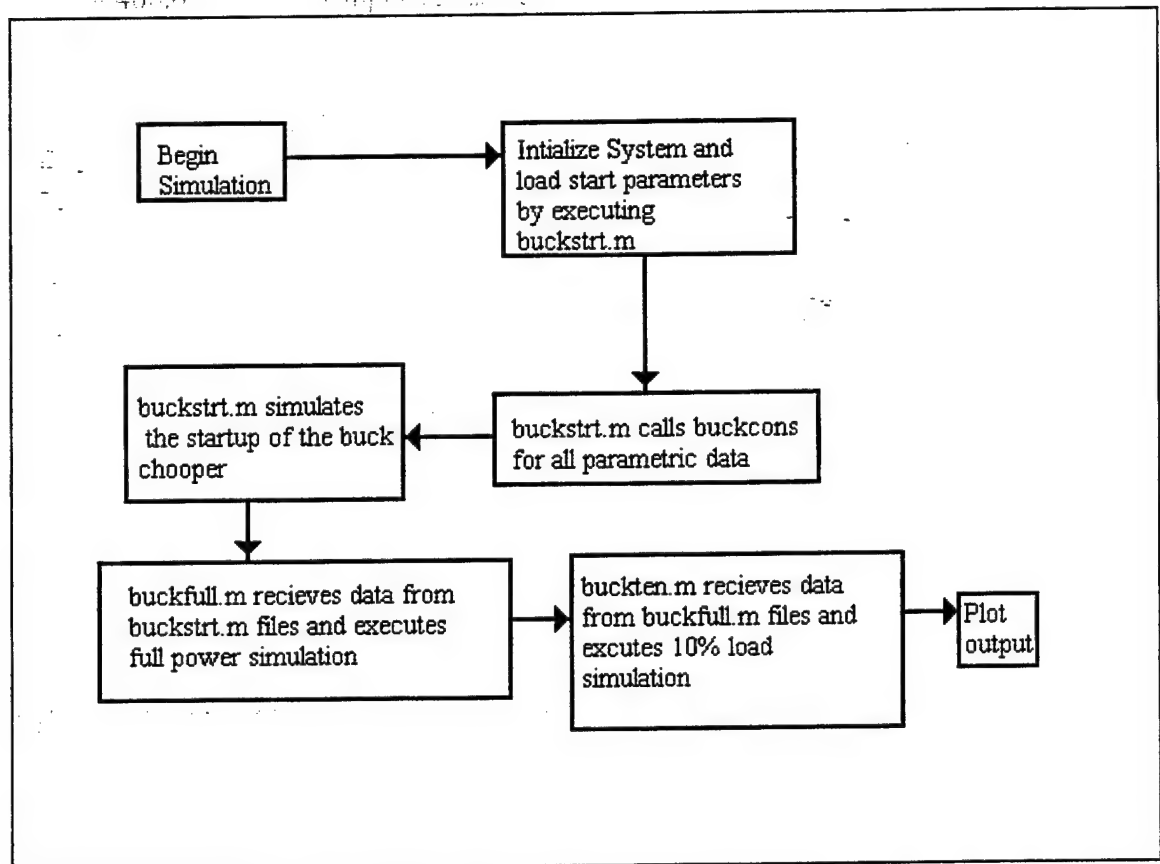 Begin
Simulation
Intialize System and
load start parameters
by executing
buckstrt.m
buckstrt.m calls buckcons
for all parametric data
buckstrt.m simulates
the startup of the buck
chooper
buckfull.m recieves data from
buckstrt.m files and executes
full power simulation
buckten.m recieves data
from buckfull.m files and
excutes 10% load
simulation
Plot
output